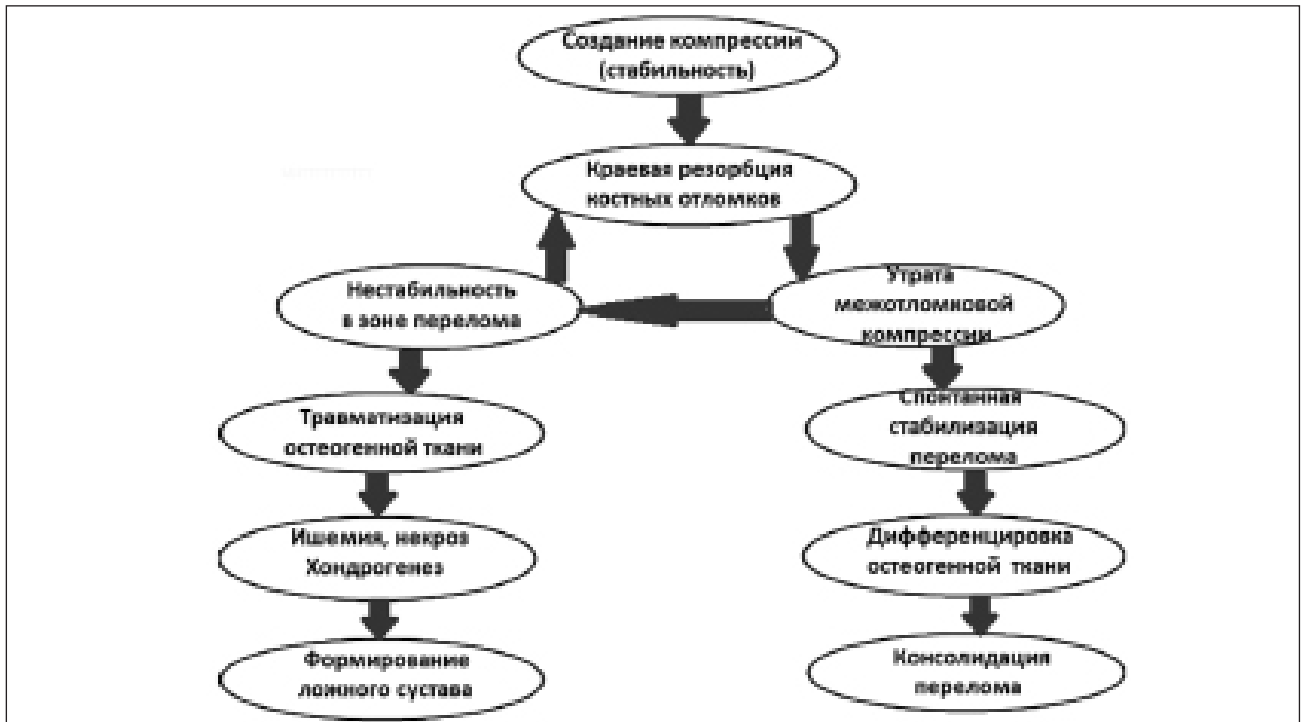 Создание компрессии
(стабильность)
Краевая резорбция
костных отломков
Нестабильность
в зоне перелома
Утрата
межотломковой
компрессии
Травматизация
остеогенной ткани
Спонтанная
стабилизация
перелома
Ишемия, некроз
Хондрогенез
Дифференцировка
остеогенной ткани
Формирование
ложного сустава
Консолидация
перелома